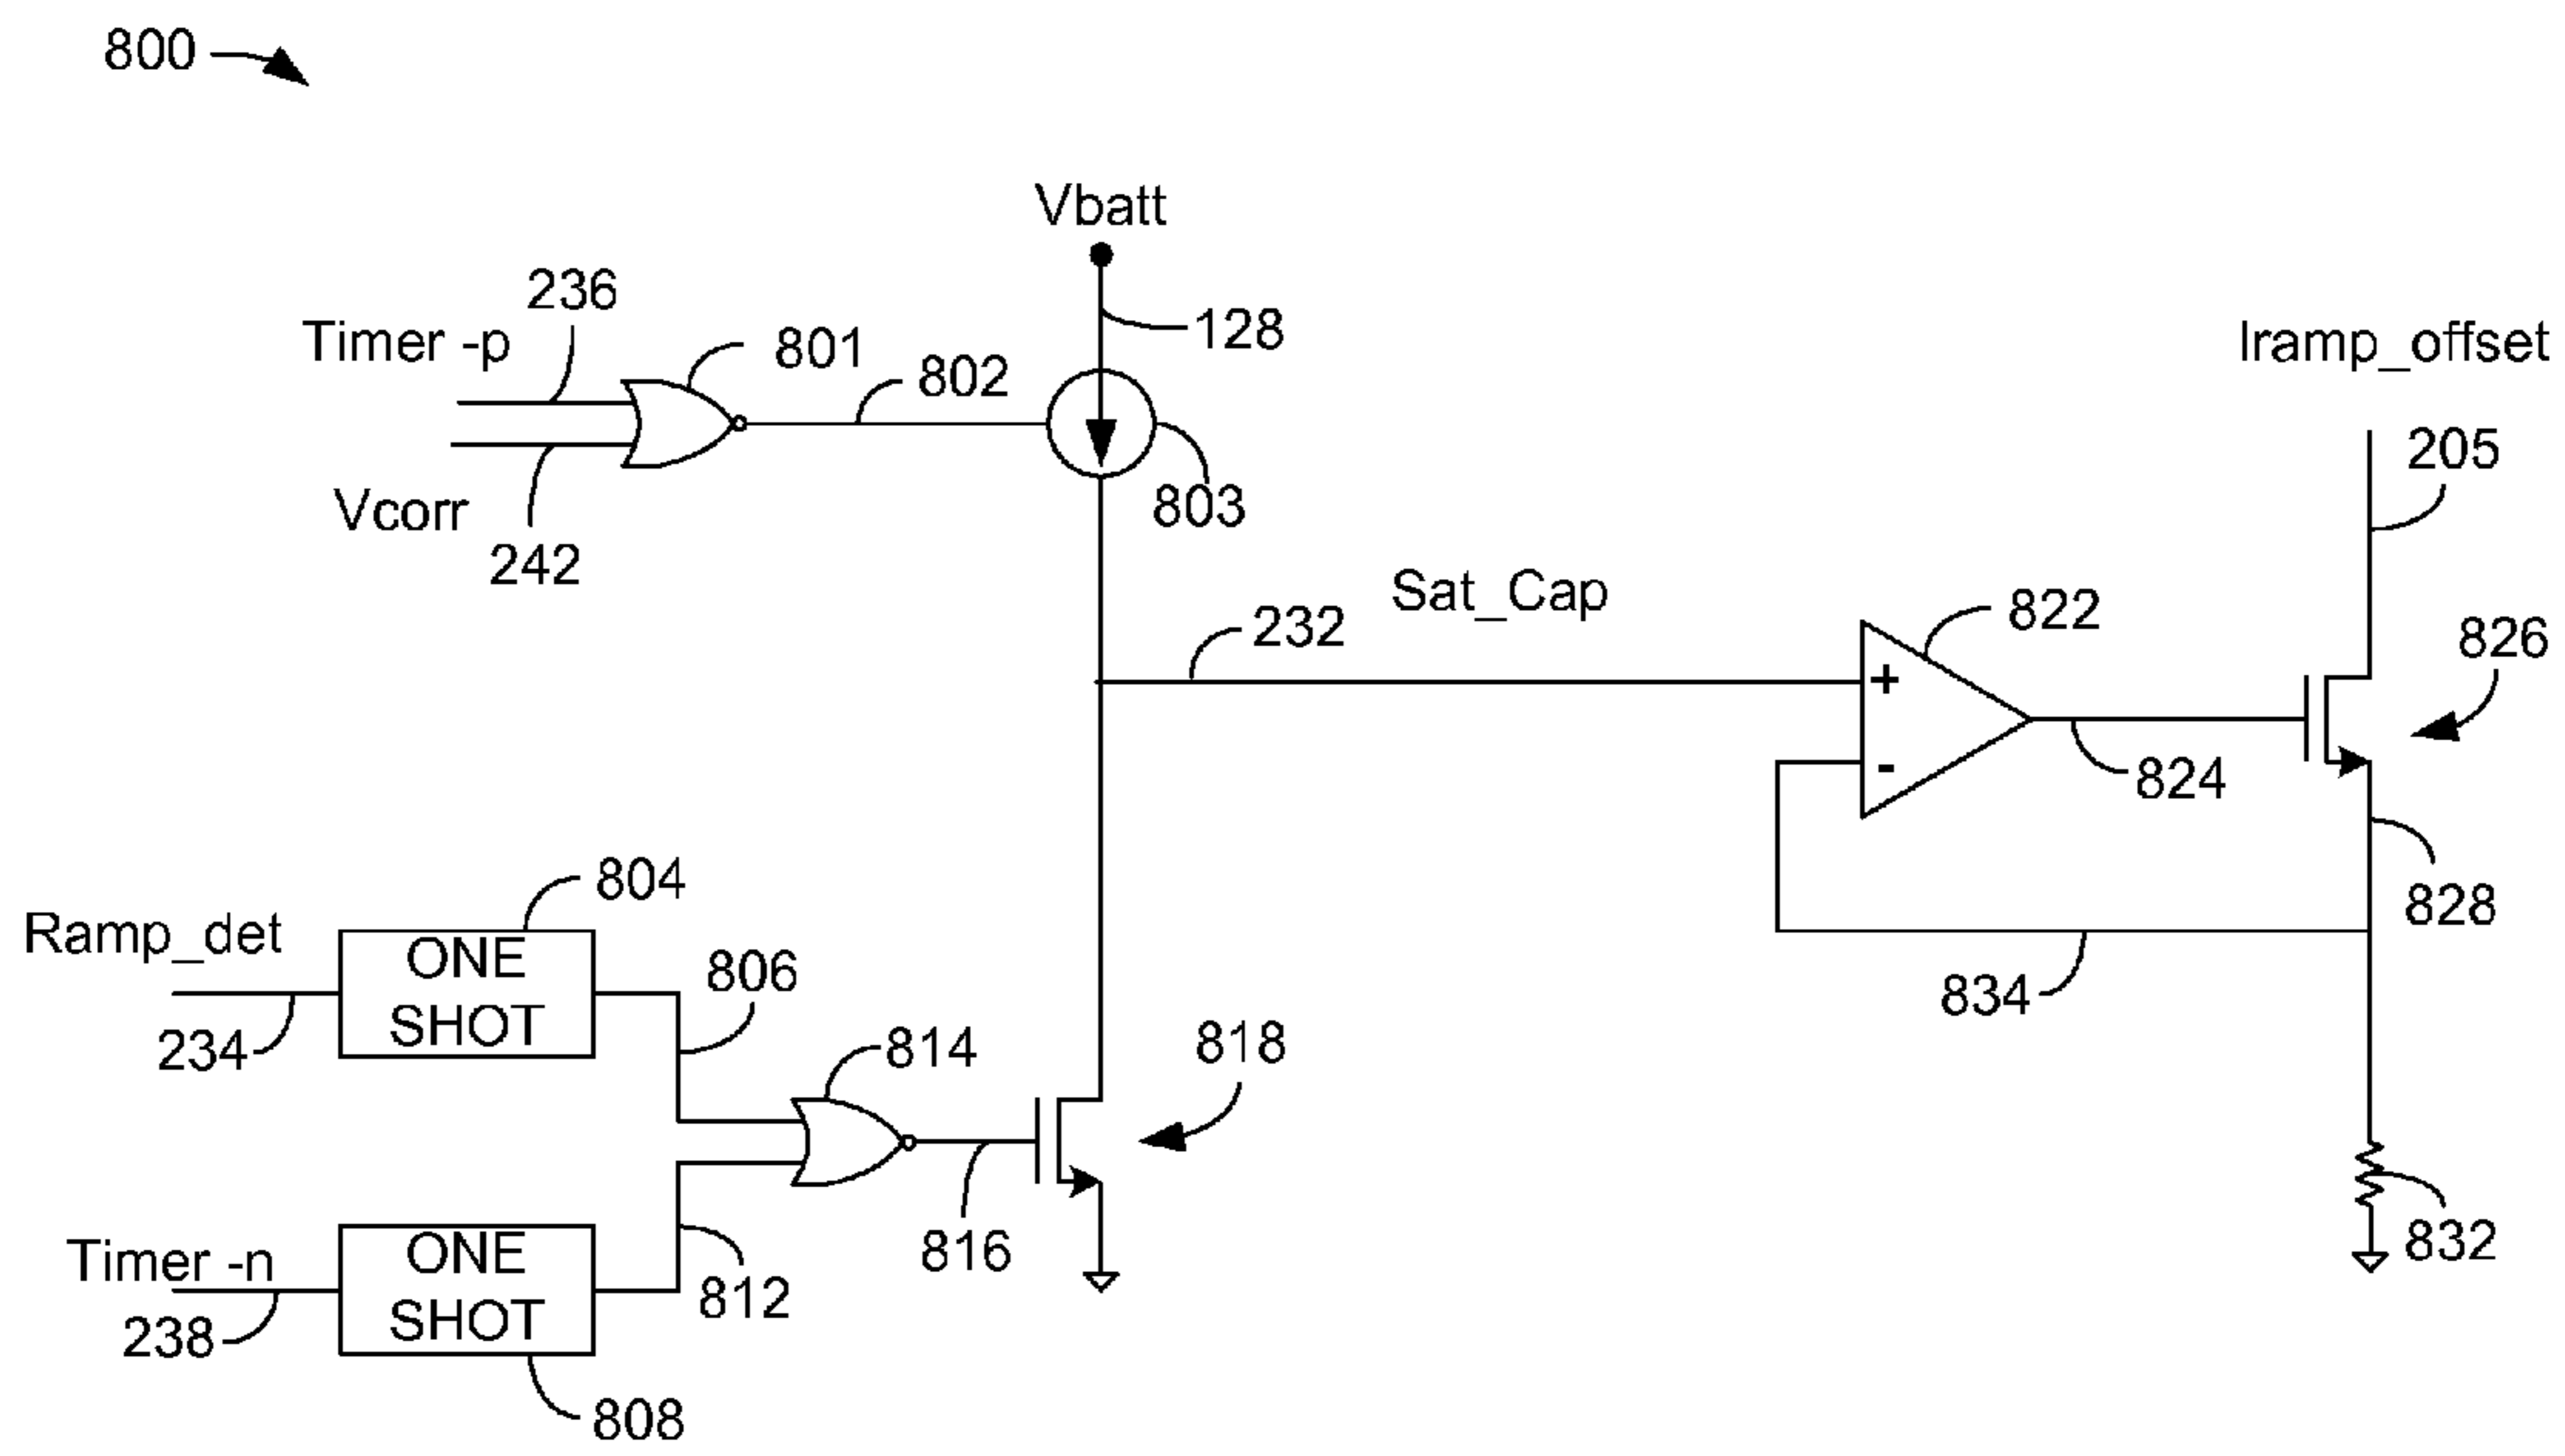 800
Vbatt
236
128
Timer -p
801
802
Iramp_offset
205
Vcorr
803
242
Sat_Cap
232
822
826
+
-
824
804
828
Ramp_det
ONE
SHOT
806
834
234
814
818
Timer -n
ONE
SHOT
812
816
832
238
808